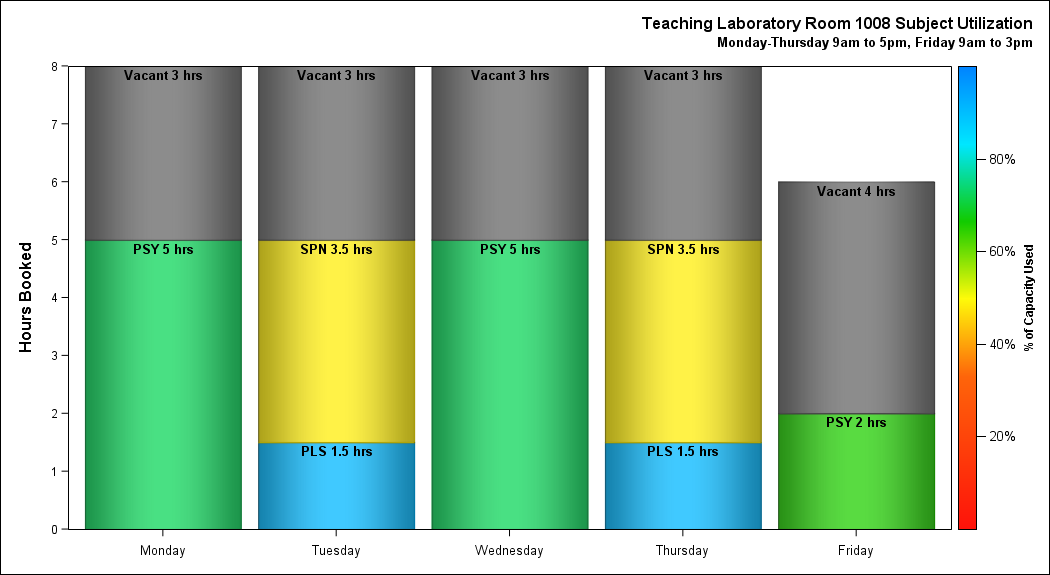 Teaching Laboratory Room 1008 Subject Utilization
Monday-Thursday 9am to 5pm, Friday 9am to 3pm
Hours Booked
8
7
6
5
4
3
2
1
0
Vacant 3 hrs
PSY 5 hrs
Vacant 3 hrs
SPN 3.5 hrs
PLS 1.5 hrs
Vacant 3 hrs
PSY 5 hrs
Vacant 3 hrs
SPN 3.5 hrs
PLS 1.5 hrs
Vacant 4 hrs
PSY 2 hrs
Monday
Tuesday
Wednesday
Thursday
Friday
80%
60%
40%
20%
% of Capacity Used